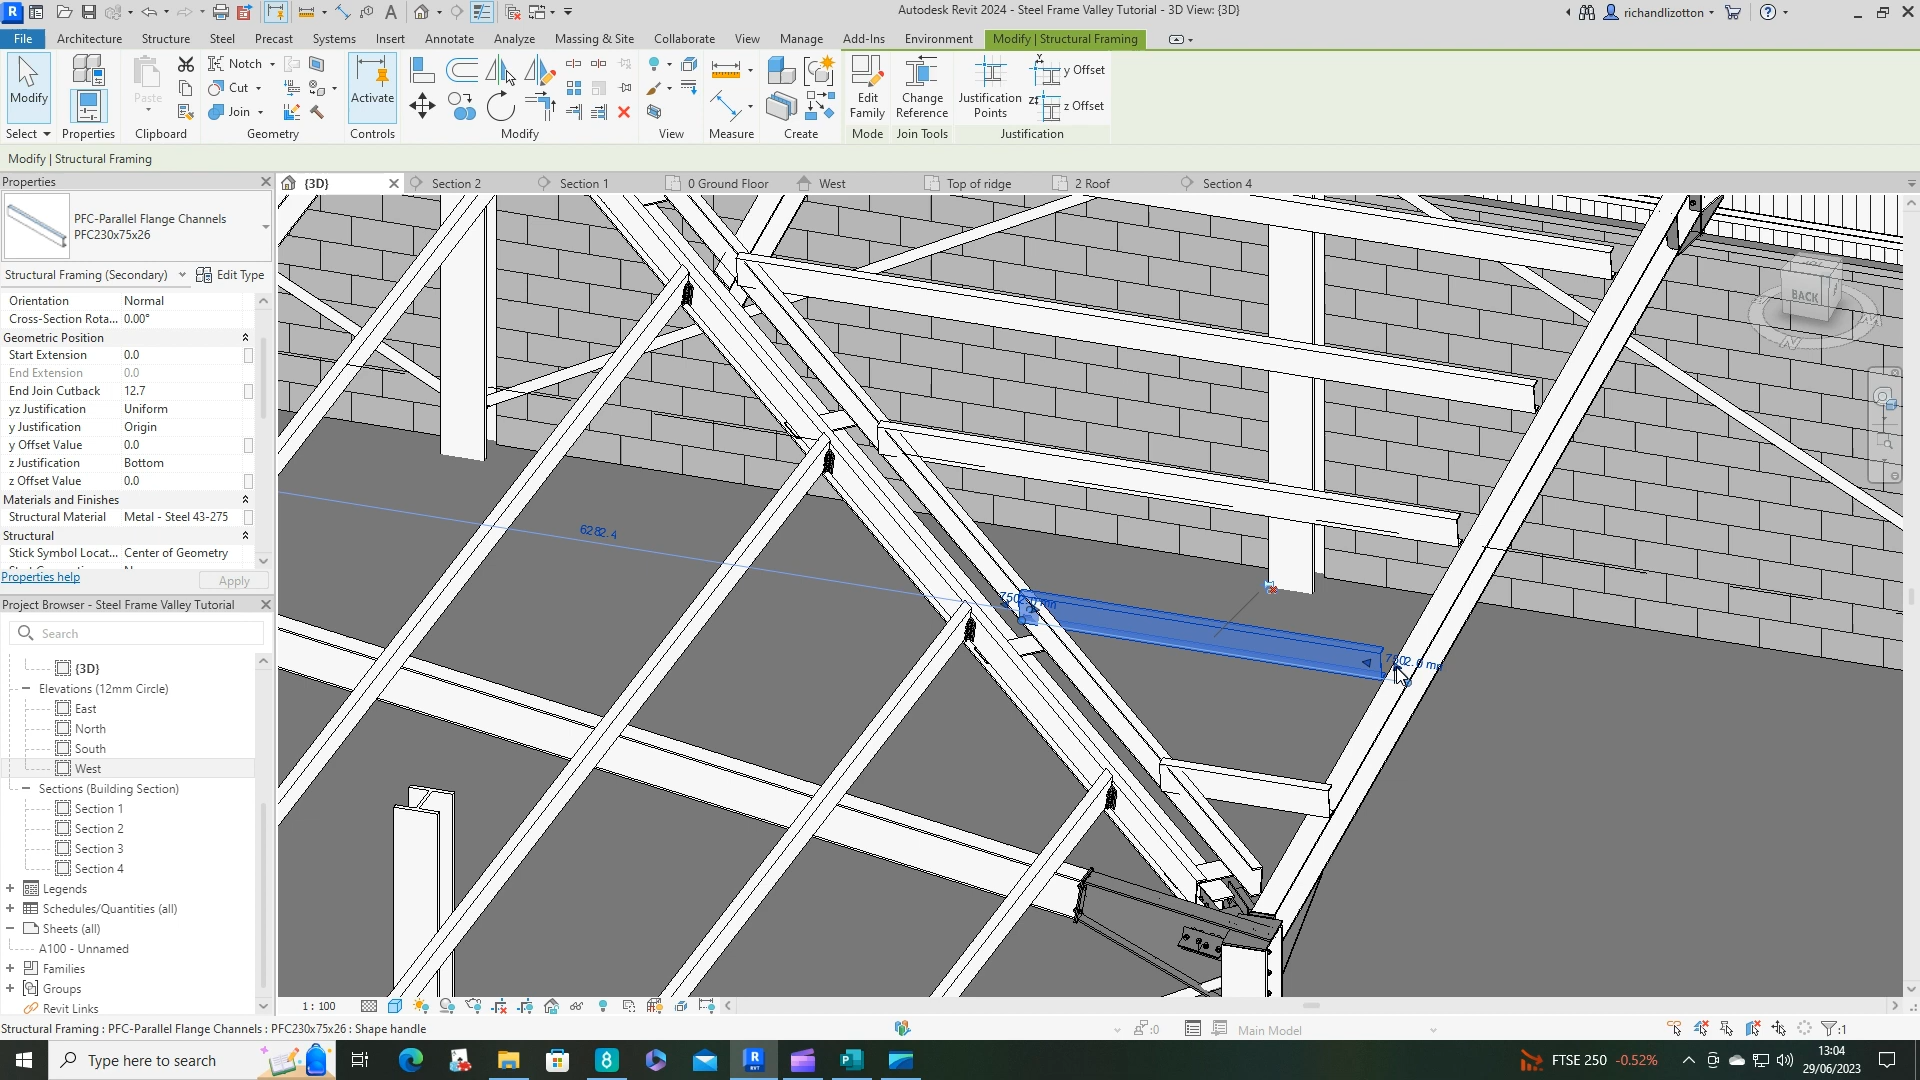 Autodesk Revit 2024 - Steel Frame Valley Tutorial - 3D View: {3D}
richandlizotton
File
Architecture
Structure
Steel
Precast
Systems
Insert
Annotate
Analyze
Massing & Site
Collaborate
View
Manage
Add-Ins
Environment
Modify | Structural Framing
Modify
Paste
Notch
Cut
Join
Activate
Edit Family
Change Reference
Justification Points
y Offset
z Offset
Select
Properties
Clipboard
Geometry
Controls
Modify
View
Measure
Create
Mode
Join Tools
Justification
Modify | Structural Framing
Properties
{3D}
Section 2
Section 1
0 Ground Floor
West
Top of ridge
2 Roof
Section 4
PFC-Parallel Flange Channels
PFC230x75x26
Structural Framing (Secondary)
Edit Type
Orientation Normal
Cross-Section Rota... 0.00°
Geometric Position
Start Extension 0.0
End Extension 0.0
End Join Cutback 12.7
yz Justification Uniform
y Justification Origin
y Offset Value 0.0
z Justification Bottom
z Offset Value 0.0
Materials and Finishes
Structural Material Metal - Steel 43-275
Structural
Stick Symbol Locat... Center of Geometry
Properties help
Apply
Project Browser - Steel Frame Valley Tutorial
Search
{3D}
Elevations (12mm Circle)
East
North
South
West
Sections (Building Section)
Section 1
Section 2
Section 3
Section 4
Legends
Schedules/Quantities (all)
Sheets (all)
A100 - Unnamed
Families
Groups
Revit Links
6282.4
BACK
1 : 100
Structural Framing : PFC-Parallel Flange Channels : PFC230x75x26 : Shape handle
:0
Main Model
:1
Type here to search
FTSE 250 -0.52%
13:04
29/06/2023